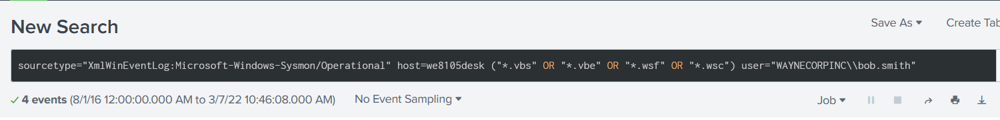 New Search
Save As
sourcetype="XmlWinEventLog:Microsoft-Windows-Sysmon/Operational" host=we8105desk ("*.vbs" OR "*.vbe" OR "*.wsf" OR "*.wsc") user="WAYNECORPINC\\bob.smith"
4 events (8/1/16 12:00:00.000 AM to 3/7/22 10:46:08.000 AM)
No Event Sampling
Job
Create Tab